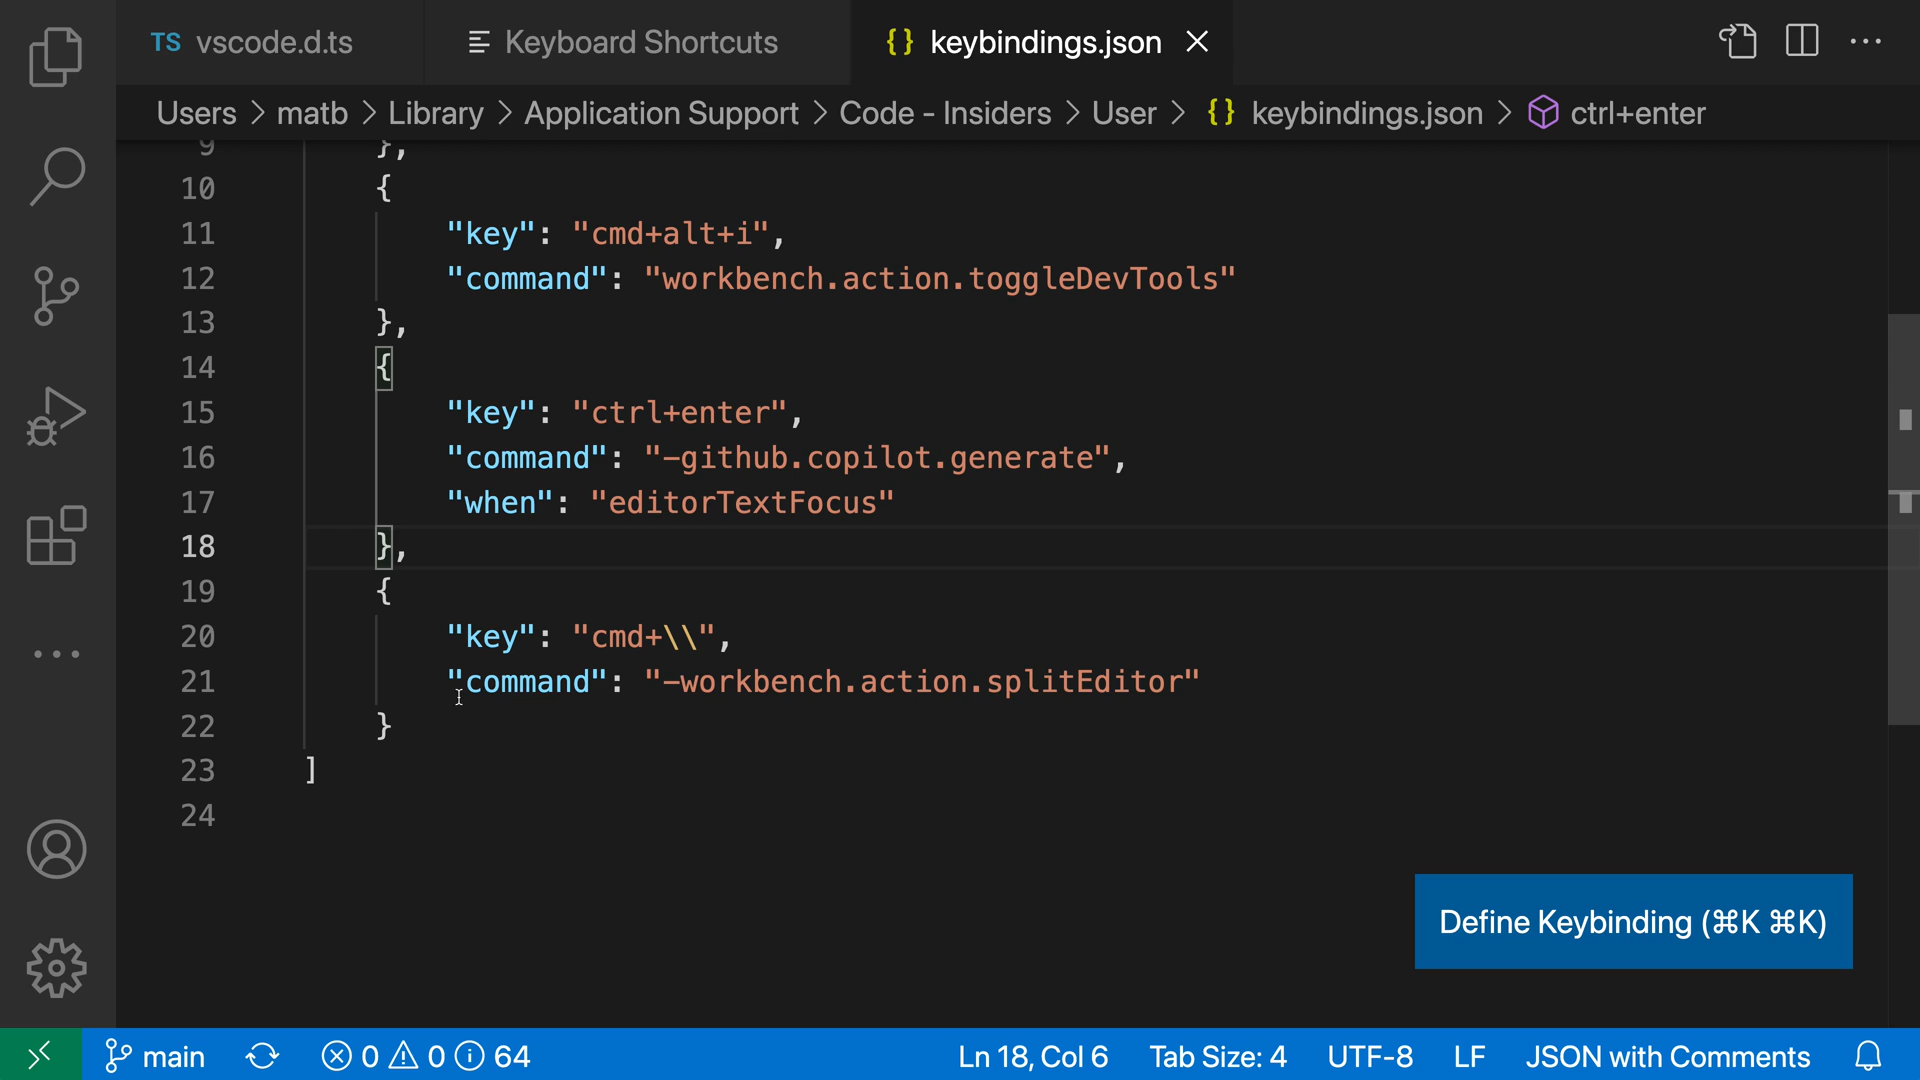 TS vscode.d.ts
Keyboard Shortcuts
{} keybindings.json
Users > matb > Library > Application Support > Code - Insiders > User > {} keybindings.json > ctrl+enter
9 },
10 {
11 "key": "cmd+alt+i",
12 "command": "workbench.action.toggleDevTools"
13 },
14 {
15 "key": "ctrl+enter",
16 "command": "-github.copilot.generate",
17 "when": "editorTextFocus"
18 },
19 {
20 "key": "cmd+\\",
21 "command": "-workbench.action.splitEditor"
22 }
23 ]
24
Define Keybinding (⌘K ⌘K)
main 0 0 64 Ln 18, Col 6 Tab Size: 4 UTF-8 LF JSON with Comments